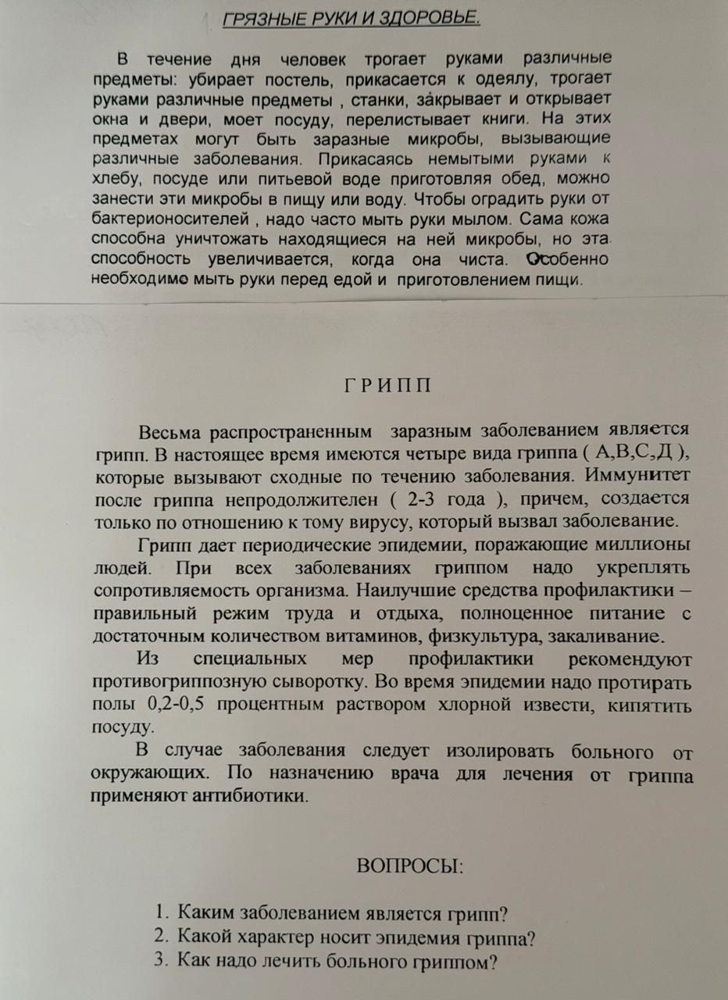 ГРЯЗНЫЕ РУКИ И ЗДОРОВЬЕ.
В течение дня человек трогает руками различные
предметы: убирает постель, прикасается к одеялу, трогает
руками различные предметы , станки, закрывает и открывает
окна и двери, моет посуду, перелистывает книги. На этих
предметах могут быть заразные микробы, вызывающие
различные заболевания. Прикасаясь немытыми руками к
хлебу, посуде или питьевой воде приготовляя обед, можно
занести эти микробы в пищу или воду. Чтобы оградить руки от
бактерионосителей , надо часто мыть руки мылом. Сама кожа
способна уничтожать находящиеся на ней микробы, но эта
способность увеличивается, когда она чиста. Особенно
необходимо мыть руки перед едой и приготовлением пищи.
Г Р И П П
Весьма распространенным заразным заболеванием является
грипп. В настоящее время имеются четыре вида гриппа ( А,В,С,Д ),
которые вызывают сходные по течению заболевания. Иммунитет
после гриппа непродолжителен ( 2-3 года ), причем, создается
только по отношению к тому вирусу, который вызвал заболевание.
Грипп дает периодические эпидемии, поражающие миллионы
людей. При всех заболеваниях гриппом надо укреплять
сопротивляемость организма. Наилучшие средства профилактики –
правильный режим труда и отдыха, полноценное питание с
достаточным количеством витаминов, физкультура, закаливание.
Из специальных мер профилактики рекомендуют
противогриппозную сыворотку. Во время эпидемии надо протирать
полы 0,2-0,5 процентным раствором хлорной извести, кипятить
посуду.
В случае заболевания следует изолировать больного от
окружающих. По назначению врача для лечения от гриппа
применяют антибиотики.
ВОПРОСЫ:
1. Каким заболеванием является грипп?
2. Какой характер носит эпидемия гриппа?
3. Как надо лечить больного гриппом?